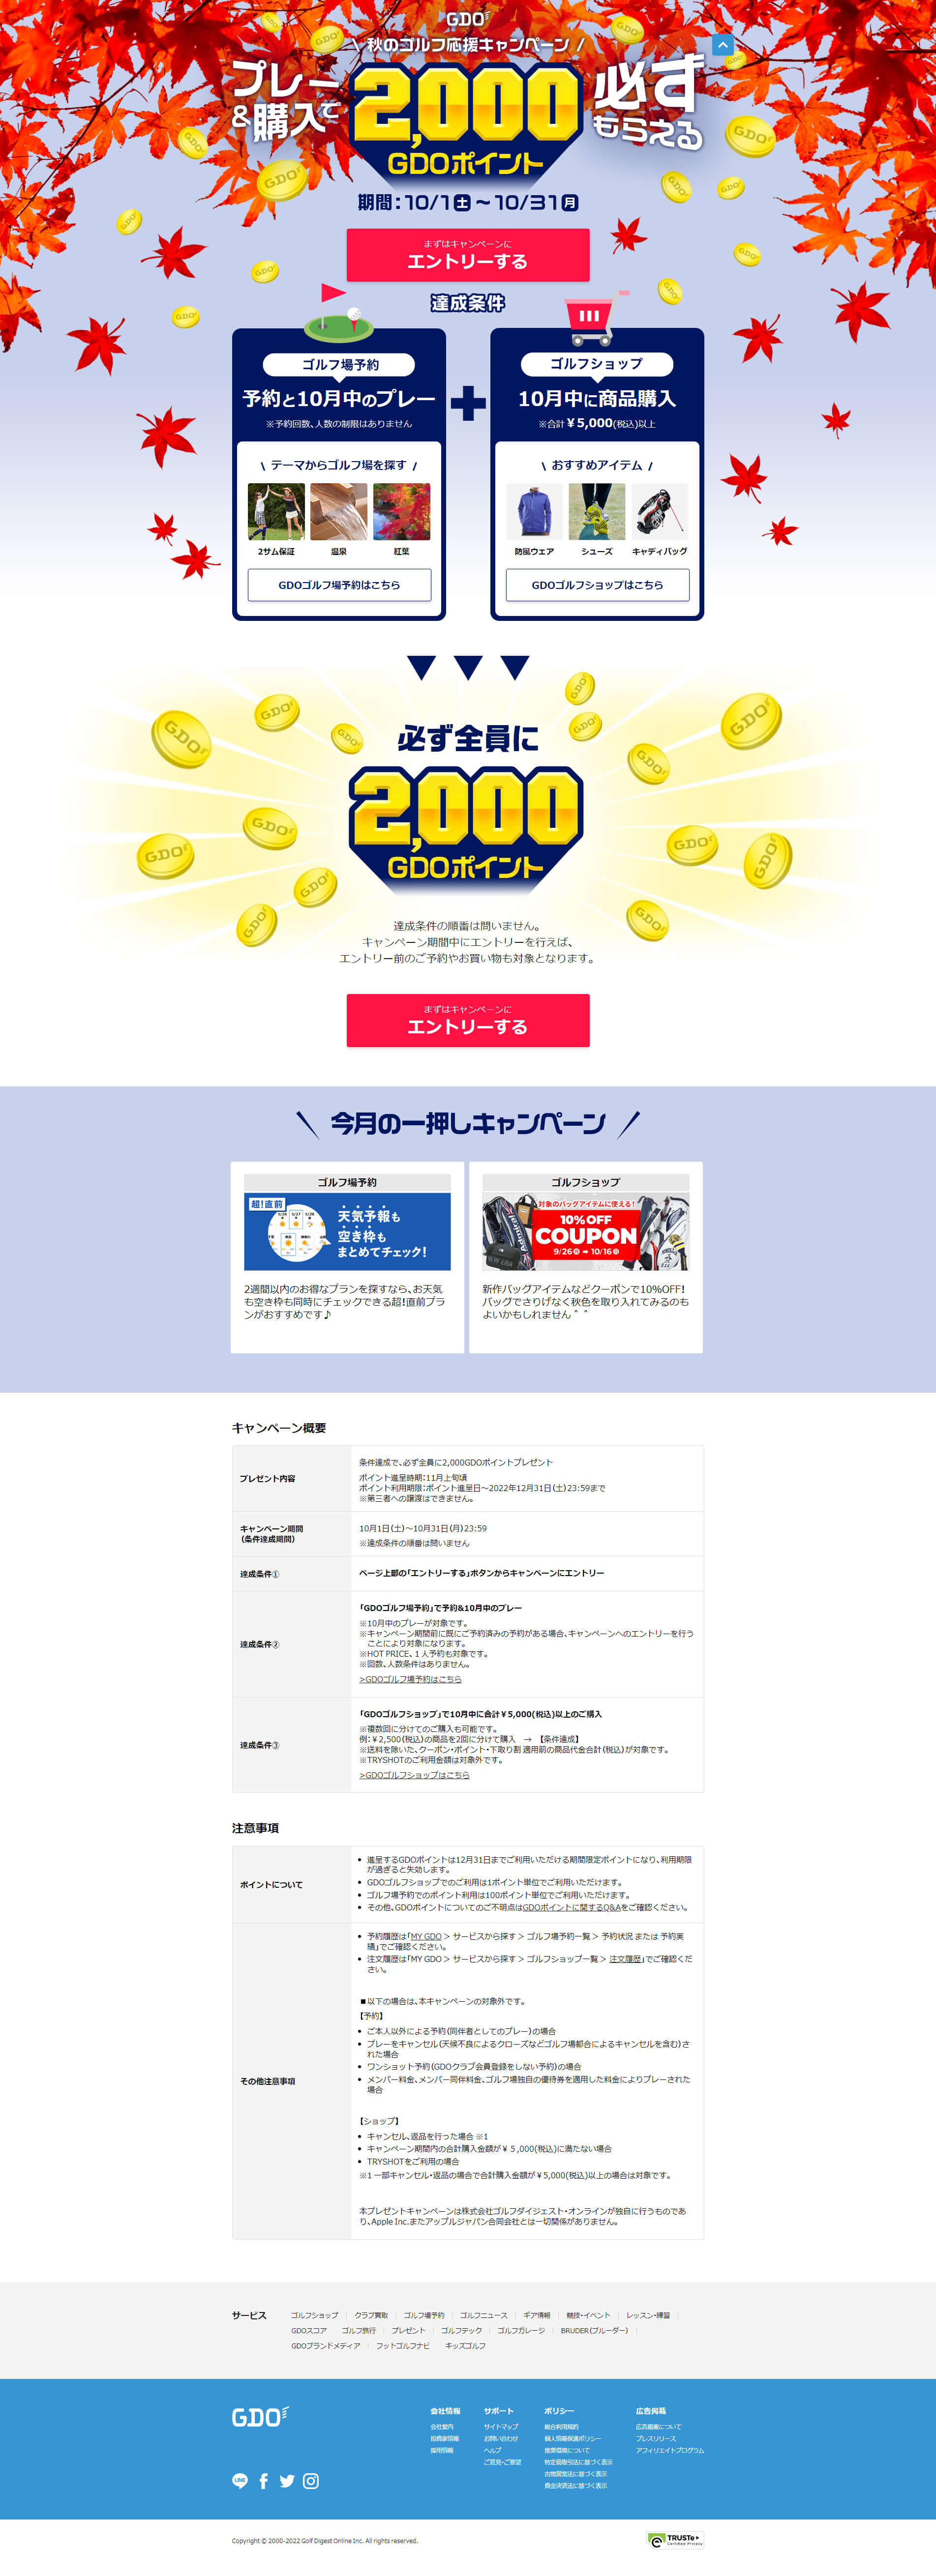 GDO
秋のゴルフ応援キャンペーン
プレー
&購入で
2,000
GDOポイント
必ず
もらえる
期間：10/1土～10/31月
まずはキャンペーンに
エントリーする
達成条件
ゴルフ場予約
予約と10月中のプレー
※予約回数、人数の制限はありません
テーマからゴルフ場を探す
2サム保証
温泉
紅葉
GDOゴルフ場予約はこちら
ゴルフショップ
10月中に商品購入
※合計￥5,000(税込)以上
おすすめアイテム
防風ウェア
シューズ
キャディバッグ
GDOゴルフショップはこちら
必ず全員に
2,000
GDOポイント
達成条件の順番は問いません。
キャンペーン期間中にエントリーを行えば、
エントリー前のご予約やお買い物も対象となります。
まずはキャンペーンに
エントリーする
今月の一押しキャンペーン
ゴルフ場予約
超！直前
天気予報も
空き枠も
まとめてチェック！
2週間以内のお得なプランを探すなら、お天気
も空き枠も同時にチェックできる超！直前プラ
ンがおすすめです♪
ゴルフショップ
対象のバッグアイテムに使える！
10%OFF
COUPON
9/26月➡10/16日
新作バッグアイテムなどクーポンで10%OFF！
バッグでさりげなく秋色を取り入れてみるのも
よいかもしれません＾＾
キャンペーン概要
プレゼント内容
条件達成で、必ず全員に2,000GDOポイントプレゼント
ポイント進呈時期：11月上旬頃
ポイント利用期限：ポイント進呈日～2022年12月31日（土）23:59まで
※第三者への譲渡はできません。
キャンペーン期間
（条件達成期間）
10月1日（土）～10月31日（月）23:59
※達成条件の順番は問いません
達成条件①
ページ上部の「エントリーする」ボタンからキャンペーンにエントリー
達成条件②
「GDOゴルフ場予約」で予約&10月中のプレー
※10月中のプレーが対象です。
※キャンペーン期間前に既にご予約済みの予約がある場合、キャンペーンへのエントリーを行う
ことにより対象になります。
※HOT PRICE、１人予約も対象です。
※回数、人数条件はありません。
>GDOゴルフ場予約はこちら
達成条件③
「GDOゴルフショップ」で10月中に合計￥5,000(税込)以上のご購入
※複数回に分けてのご購入も可能です。
例：￥2,500（税込）の商品を2回に分けて購入　→　【条件達成】
※送料を除いた、クーポン・ポイント・下取り割 適用前の商品代金合計（税込）が対象です。
※TRYSHOTのご利用金額は対象外です。
>GDOゴルフショップはこちら
注意事項
ポイントについて
• 進呈するGDOポイントは12月31日までご利用いただける期間限定ポイントになり、利用期限
が過ぎると失効します。
• GDOゴルフショップでのご利用は1ポイント単位でご利用いただけます。
• ゴルフ場予約でのポイント利用は100ポイント単位でご利用いただけます。
• その他、GDOポイントについてのご不明点はGDOポイントに関するQ&Aをご確認ください。
その他注意事項
• 予約履歴は「MY GDO ＞ サービスから探す ＞ ゴルフ場予約一覧 ＞ 予約状況 または 予約実
績」でご確認ください。
• 注文履歴は「MY GDO ＞ サービスから探す ＞ ゴルフショップ一覧 ＞ 注文履歴」でご確認くだ
さい。
■以下の場合は、本キャンペーンの対象外です。
【予約】
• ご本人以外による予約（同伴者としてのプレー）の場合
• プレーをキャンセル（天候不良によるクローズなどゴルフ場都合によるキャンセルを含む）さ
れた場合
• ワンショット予約（GDOクラブ会員登録をしない予約）の場合
• メンバー料金、メンバー同伴料金、ゴルフ場独自の優待券を適用した料金によりプレーされた
場合
【ショップ】
• キャンセル、返品を行った場合 ※1
• キャンペーン期間内の合計購入金額が￥５,000(税込)に満たない場合
• TRYSHOTをご利用の場合
※1 一部キャンセル・返品の場合で合計購入金額が￥5,000(税込)以上の場合は対象です。
本プレゼントキャンペーンは株式会社ゴルフダイジェスト・オンラインが独自に行うものであ
り、Apple Inc.またアップルジャパン合同会社とは一切関係がありません。
サービス
ゴルフショップ クラブ買取 ゴルフ場予約 ゴルフニュース ギア情報 競技・イベント レッスン・練習
GDOスコア ゴルフ旅行 プレゼント ゴルフテック ゴルフガレージ BRUDER（ブルーダー）
GDOブランドメディア フットゴルフナビ キッズゴルフ
GDO
会社情報
会社案内
投資家情報
採用情報
サポート
サイトマップ
お問い合わせ
ヘルプ
ご意見・ご要望
ポリシー
総合利用規約
個人情報保護ポリシー
推奨環境について
特定商取引法に基づく表示
古物営業法に基づく表示
資金決済法に基づく表示
広告掲載
広告掲載について
プレスリリース
アフィリエイトプログラム
LINE
Copyright © 2000-2022 Golf Digest Online Inc. All rights reserved.
TRUSTe
Certified Privacy